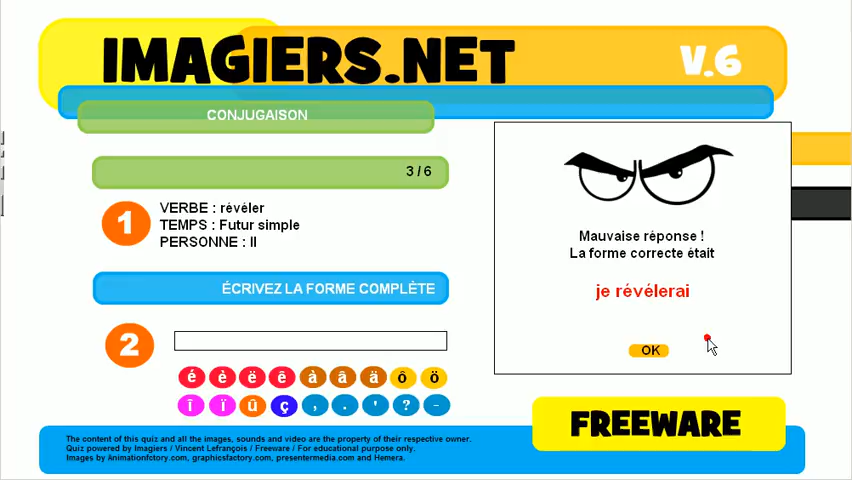 IMAGIERS.NET
V.6
CONJUGAISON
3 / 6
1
VERBE : révéler
TEMPS : Futur simple
PERSONNE : Il
ÉCRIVEZ LA FORME COMPLÈTE
2
é è ë ê à â ä ô ö
î ï û ç , . ' ? -
Mauvaise réponse !
La forme correcte était
je révélerai
OK
FREEWARE
The content of this quiz and all the images, sounds and video are the property of their respective owner.
Quiz powered by Imagiers / Vincent Lefrançois / Freeware / For educational purpose only.
Images by Animationfctory.com, graphicsfactory.com, presentermedia.com and Hemera.